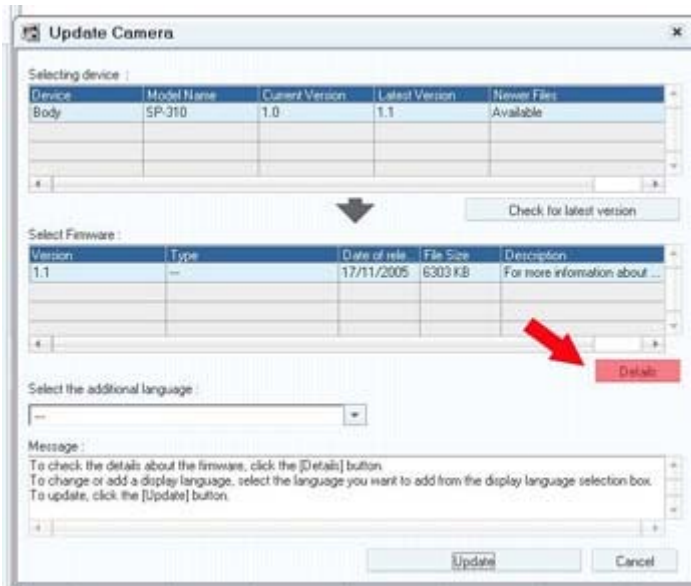 Update Camera
Selecting device :
Device Model Name Current Version Latest Version Newer Files
Body SP-310 1.0 1.1 Available
Check for latest version
Select Firmware :
Version Type Date of rele.. File Size Description
1.1 --- 17/11/2005 6303 KB For more information about ...
Details
Select the additional language :
---
Message :
To check the details about the firmware, click the [Details] button.
To change or add a display language, select the language you want to add from the display language selection box.
To update, click the [Update] button.
Update Cancel